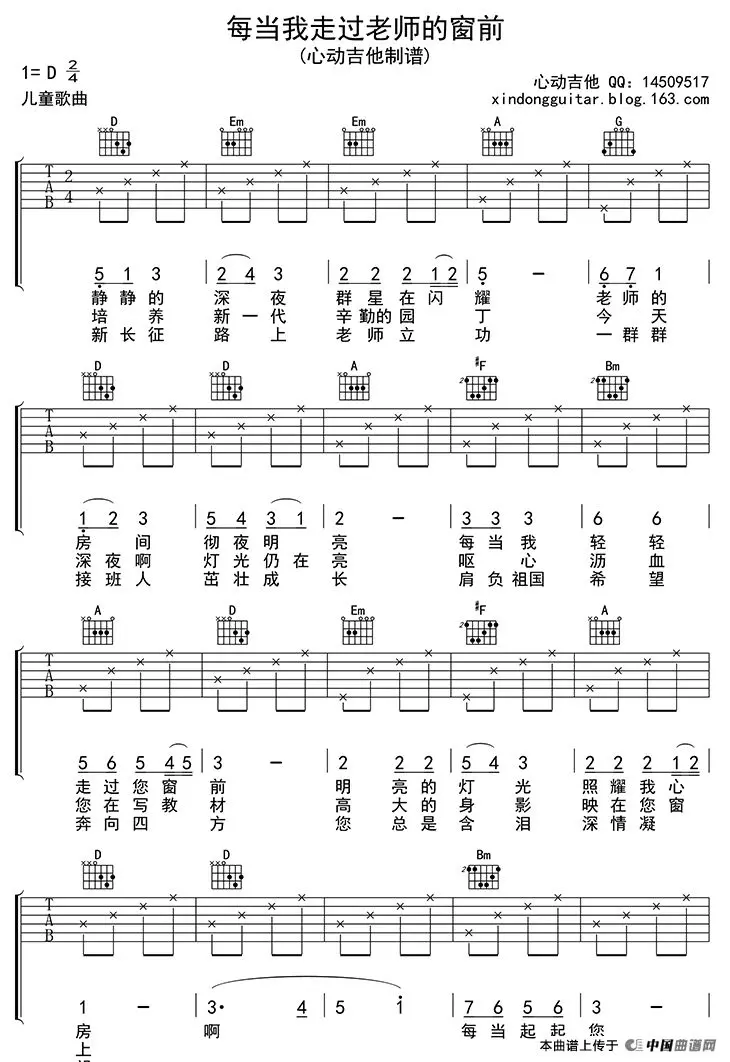 每当我走过老师的窗前
(心动吉他制谱)
1= D 2/4
心动吉他 QQ: 14509517
儿童歌曲
xindongguitar.blog.163.com
D Em Em A G
T A B 2 4
5 1 3 2 4 3 2 2 2 1 2 5 — 6 7 1
静静的 深夜 群星在闪 耀 老师的
培养 新一代 辛勤的园 丁 今天
新长征 路上 老师立 功 一群群
D D A #F Bm
T A B
1 2 3 5 4 3 1 2 — 3 3 3 6 6
房间 彻夜明 亮 每当我 轻轻
深夜啊 灯光仍在 亮 呕心 沥血
接班人 茁壮成 长 肩负祖国 希望
A D Em #F A
T A B
5 6 5 4 5 3 — 2 2 2 5 4 3 2 2 2 1 2
走过您窗 前 明亮的 灯光 照耀我心
您在写教 材 高大的 身影 映在您窗
奔向四 方 您总是 含泪 深情凝
D D Bm
T A B
1 — 3· 4 5 1 7 6 5 6 3 —
房 啊 每当起起 您
上
本曲谱上传于 中国曲谱网